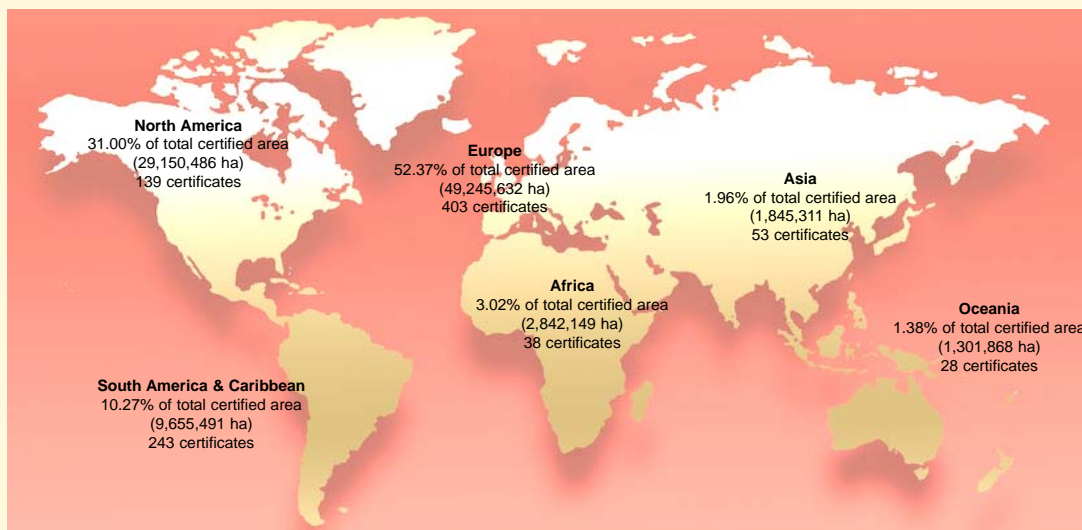 North America
31.00% of total certified area
(29,150,486 ha)
139 certificates
Europe
52.37% of total certified area
(49,245,632 ha)
403 certificates
Asia
1.96% of total certified area
(1,845,311 ha)
53 certificates
Africa
3.02% of total certified area
(2,842,149 ha)
38 certificates
Oceania
1.38% of total certified area
(1,301,868 ha)
28 certificates
South America & Caribbean
10.27% of total certified area
(9,655,491 ha)
243 certificates